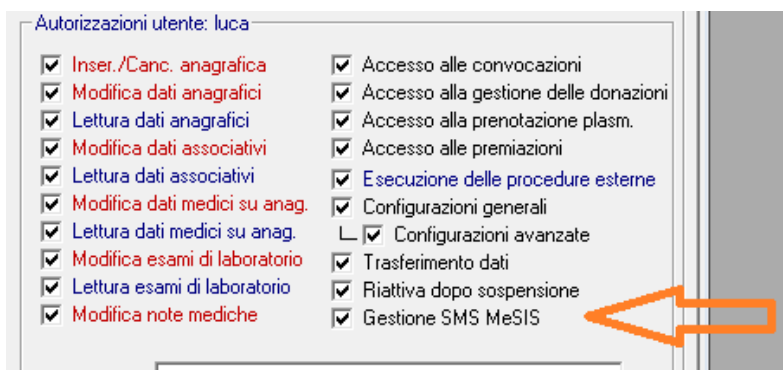 Autorizzazioni utente: luca
Inser./Canc. anagrafica
Modifica dati anagrafici
Lettura dati anagrafici
Modifica dati associativi
Lettura dati associativi
Modifica dati medici su anag.
Lettura dati medici su anag.
Modifica esami di laboratorio
Lettura esami di laboratorio
Modifica note mediche
Accesso alle convocazioni
Accesso alla gestione delle donazioni
Accesso alla prenotazione plasm.
Accesso alle premiazioni
Esecuzione delle procedure esterne
Configurazioni generali
Configurazioni avanzate
Trasferimento dati
Riattiva dopo sospensione
Gestione SMS MeSIS